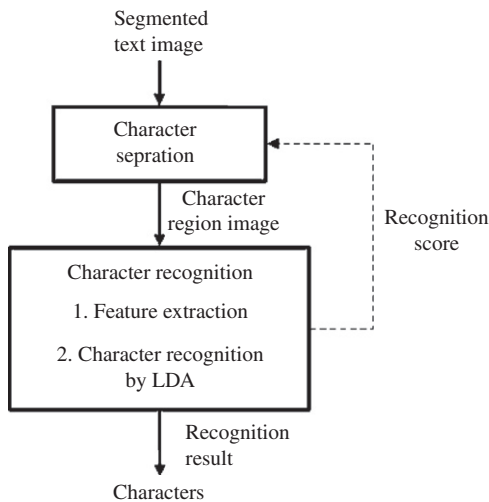 Segmented
text image
Character
sepration
Character
region image
Recognition
score
Character recognition
1. Feature extraction
2. Character recognition
by LDA
Recognition
result
Characters